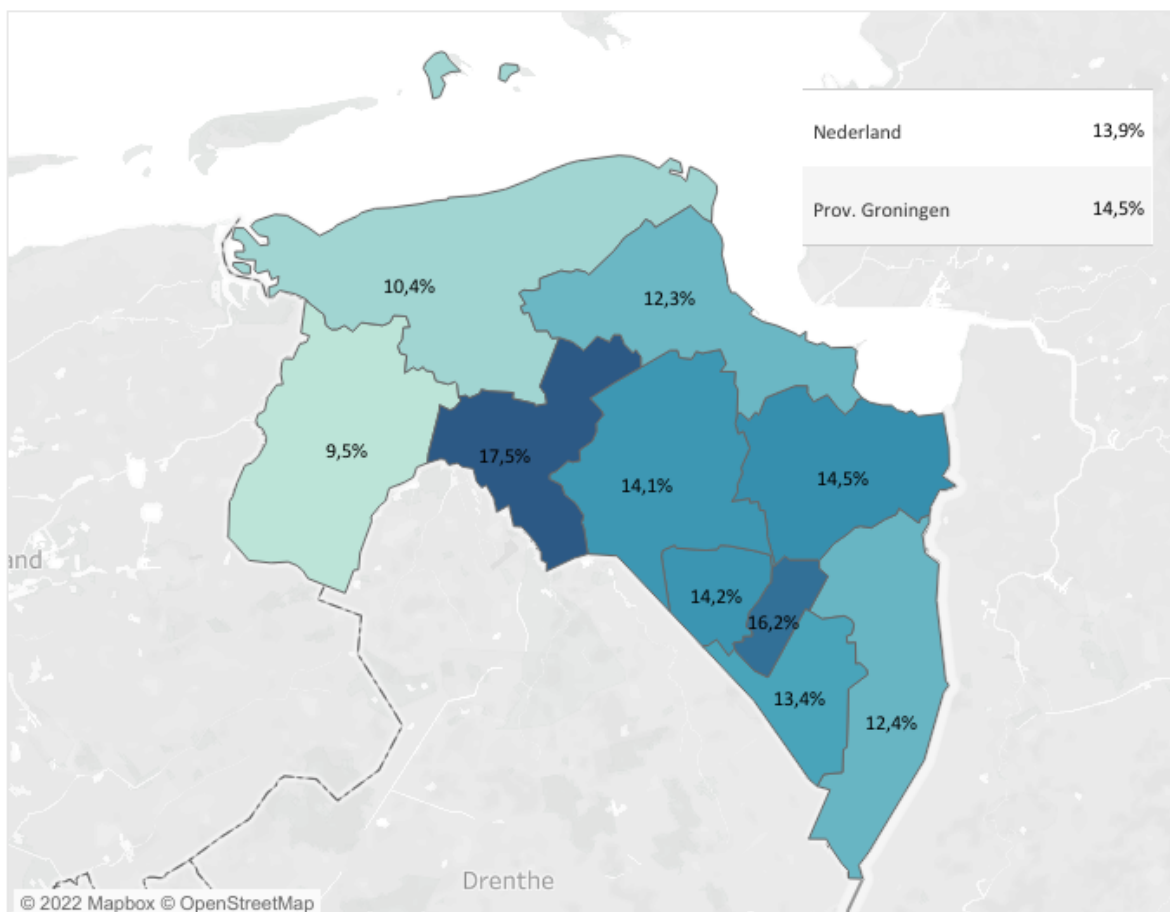 Nederland 13,9%
Prov. Groningen 14,5%
10,4%
12,3%
9,5%
17,5%
14,1%
14,5%
14,2%
16,2%
13,4%
12,4%
and
Drenthe
© 2022 Mapbox © OpenStreetMap